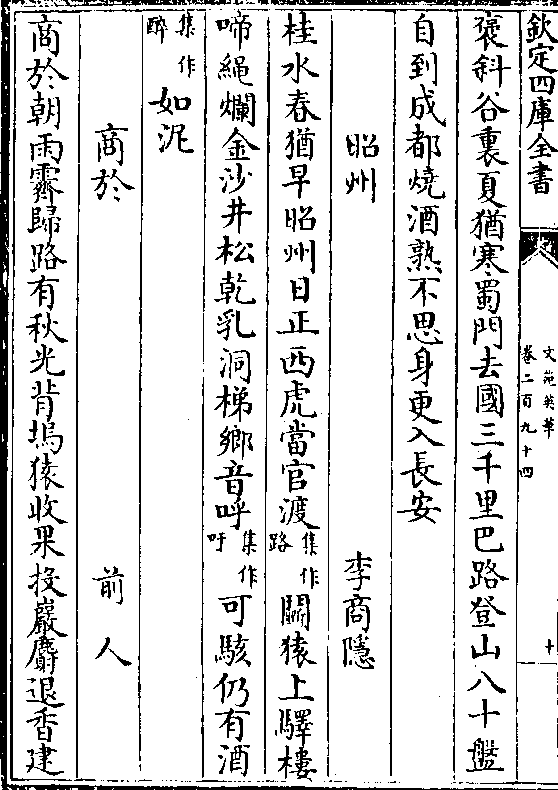 欽定四庫全書
文苑英華
卷二百九十四
十
褒斜谷裏夏猶寒蜀門去國三千里巴路登山八十盤
自到成都燒酒熟不思身更入長安
昭州 李商隱
桂水春猶早昭州日正西虎當官渡集作路鬬猿上驛樓
啼繩爛金沙井松乾乳洞梯鄉音呼集作吁可駭仍有酒
集作醉如泥
商於 前人
商於朝雨霽歸路有秋光背塢猿收果投巖麝退香建